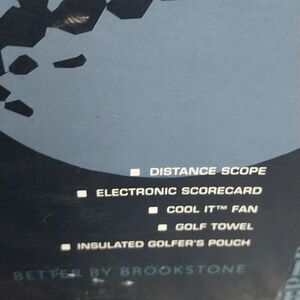 ■ DISTANCE SCOPE
■ ELECTRONIC SCORECARD
■ COOL IT™ FAN
■ GOLF TOWEL
■ INSULATED GOLFER'S POUCH
BETTER BY BROOKSTONE